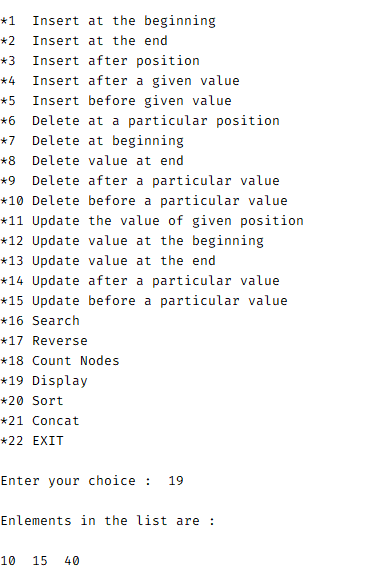 *1  Insert at the beginning
*2  Insert at the end
*3  Insert after position
*4  Insert after a given value
*5  Insert before given value
*6  Delete at a particular position
*7  Delete at beginning
*8  Delete value at end
*9  Delete after a particular value
*10 Delete before a particular value
*11 Update the value of given position
*12 Update value at the beginning
*13 Update value at the end
*14 Update after a particular value
*15 Update before a particular value
*16 Search
*17 Reverse
*18 Count Nodes
*19 Display
*20 Sort
*21 Concat
*22 EXIT
Enter your choice :  19
Enlements in the list are :
10  15  40